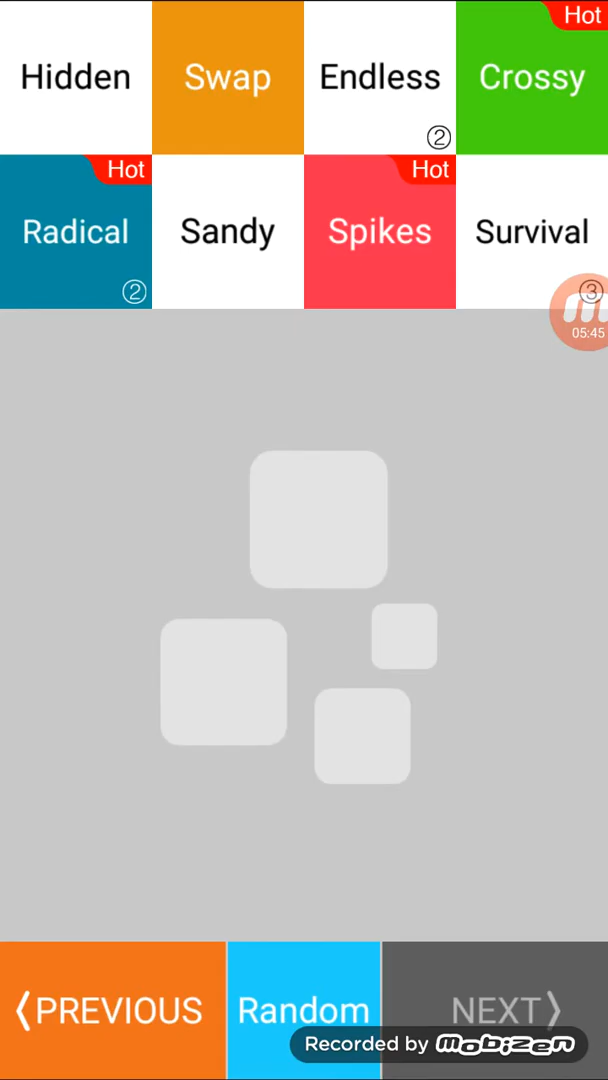 Hot
Hidden
Swap
Endless
Crossy
②
Hot
Hot
Radical
Sandy
Spikes
Survival
②
③
05:45
⟨PREVIOUS
Random
NEXT⟩
Recorded by mobizen